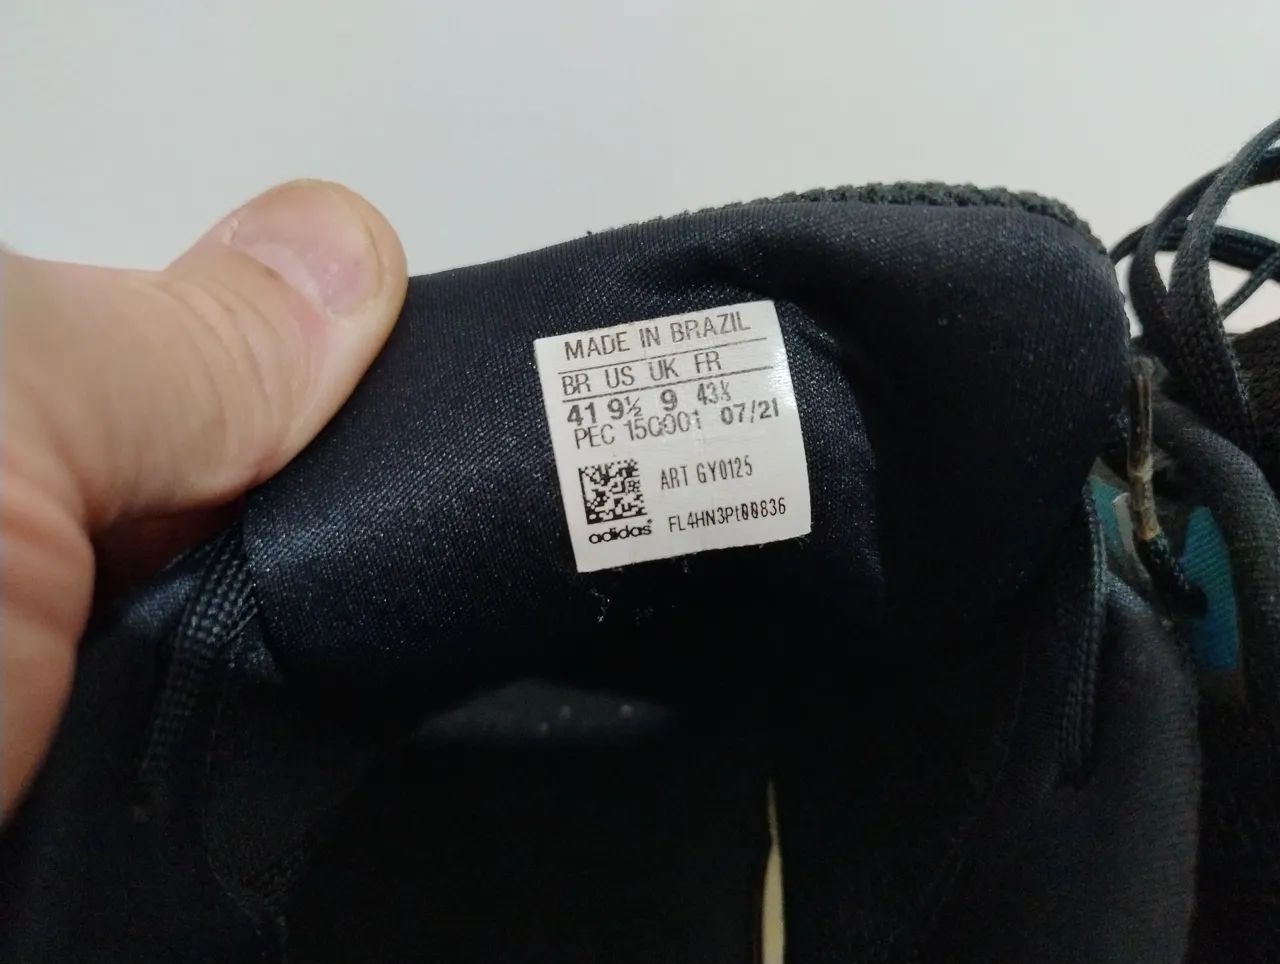 MADE IN BRAZIL
BR US UK FR
41 9½ 9 43⅓
PEC 150001 07/21
ART GY0125
adidas FL4HN3Pt00836